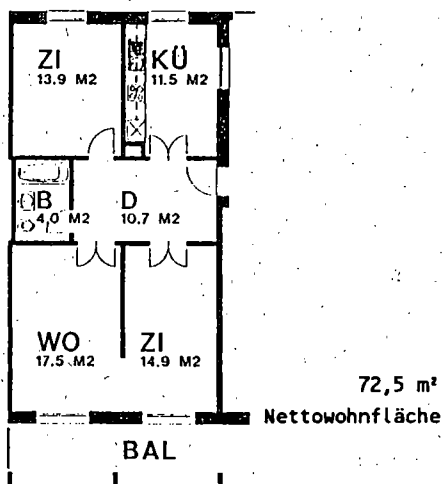 ZI
13.9 M2
KÜ
11.5 M2
B
4.0 M2
D
10.7 M2
WO
17.5 M2
ZI
14.9 M2
72,5 m²
Nettowohnfläche
BAL